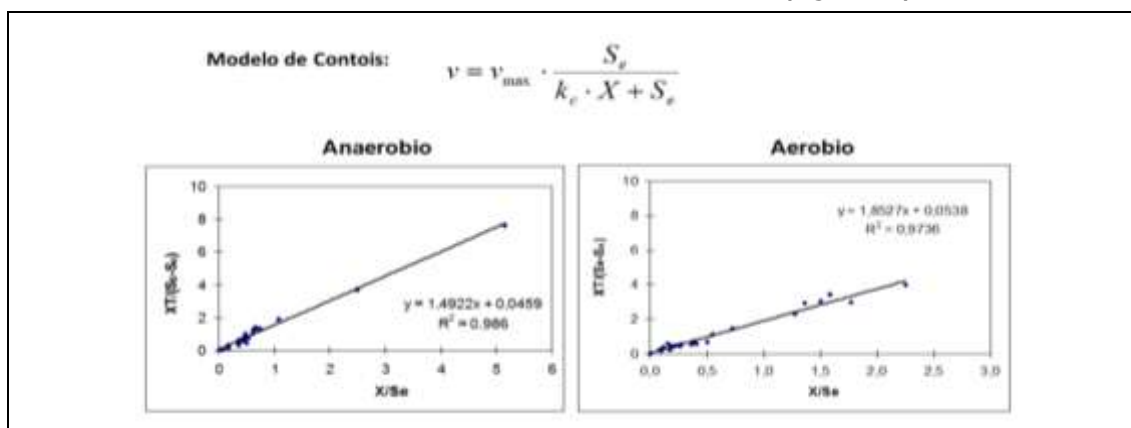 Modelo de Contois:
v = v_max · S_e / (k_c · X + S_e)
Anaerobio
10
8
6
4
2
0
0 1 2 3 4 5 6
X/Se
y = 1.4922x + 0.0459
R² = 0.986
Aerobio
10
8
6
4
2
0
0,0 0,5 1,0 1,5 2,0 2,5 3,0
X/Se
y = 1,8527x + 0,0538
R² = 0,9736